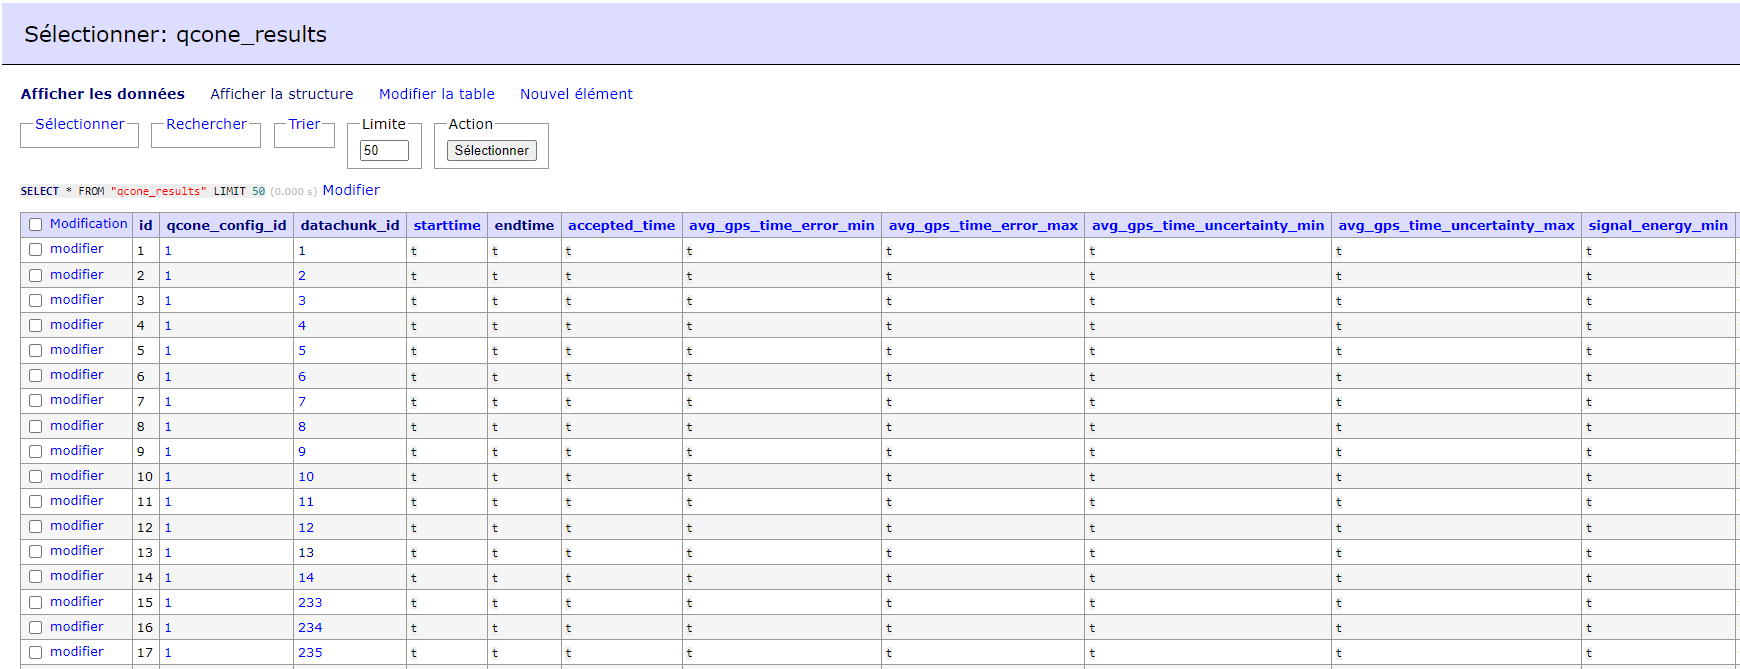 Sélectionner: qcone_results
Afficher les données Afficher la structure Modifier la table Nouvel élément
Sélectionner Rechercher Trier Limite Action
50 Sélectionner
SELECT * FROM "qcone_results" LIMIT 50 (0.000 s) Modifier
Modification id qcone_config_id datachunk_id starttime endtime accepted_time avg_gps_time_error_min avg_gps_time_error_max avg_gps_time_uncertainty_min avg_gps_time_uncertainty_max signal_energy_min
modifier 1 1 1 t t t t t t t t
modifier 2 1 2 t t t t t t t t
modifier 3 1 3 t t t t t t t t
modifier 4 1 4 t t t t t t t t
modifier 5 1 5 t t t t t t t t
modifier 6 1 6 t t t t t t t t
modifier 7 1 7 t t t t t t t t
modifier 8 1 8 t t t t t t t t
modifier 9 1 9 t t t t t t t t
modifier 10 1 10 t t t t t t t t
modifier 11 1 11 t t t t t t t t
modifier 12 1 12 t t t t t t t t
modifier 13 1 13 t t t t t t t t
modifier 14 1 14 t t t t t t t t
modifier 15 1 233 t t t t t t t t
modifier 16 1 234 t t t t t t t t
modifier 17 1 235 t t t t t t t t